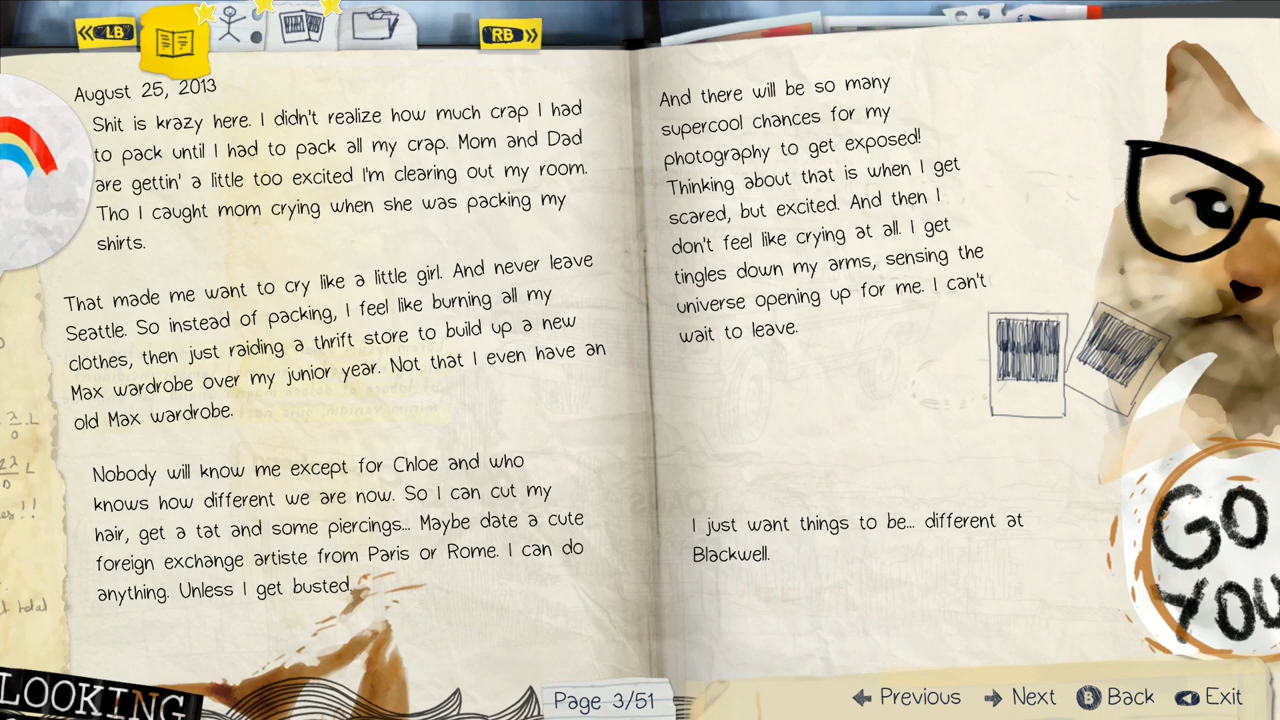 LB
RB
August 25, 2013
Shit is krazy here. I didn't realize how much crap I had
to pack until I had to pack all my crap. Mom and Dad
are gettin' a little too excited I'm clearing out my room.
Tho I caught mom crying when she was packing my
shirts.
That made me want to cry like a little girl. And never leave
Seattle. So instead of packing, I feel like burning all my
clothes, then just raiding a thrift store to build up a new
Max wardrobe over my junior year. Not that I even have an
old Max wardrobe.
Nobody will know me except for Chloe and who
knows how different we are now. So I can cut my
hair, get a tat and some piercings... Maybe date a cute
foreign exchange artiste from Paris or Rome. I can do
anything. Unless I get busted.
And there will be so many
supercool chances for my
photography to get exposed!
Thinking about that is when I get
scared, but excited. And then I
don't feel like crying at all. I get
tingles down my arms, sensing the
universe opening up for me. I can't
wait to leave.
I just want things to be... different at
Blackwell.
GO
YOU
LOOKING
Page 3/51
Previous
Next
B Back
Exit